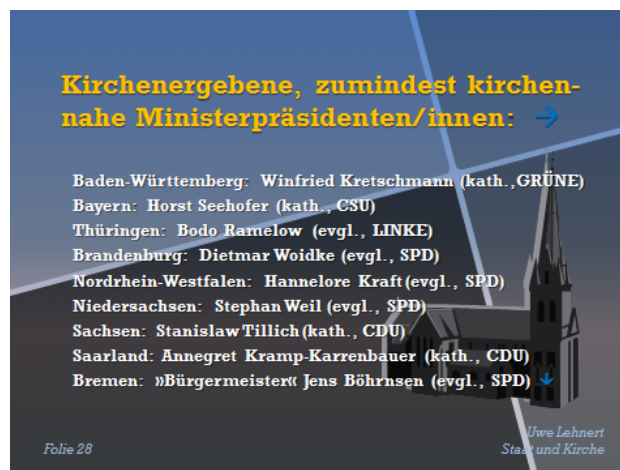 Kirchenergebene, zumindest kirchen-
nahe Ministerpräsidenten/innen: →
Baden-Württemberg: Winfried Kretschmann (kath.,GRÜNE)
Bayern: Horst Seehofer (kath., CSU)
Thüringen: Bodo Ramelow (evgl., LINKE)
Brandenburg: Dietmar Woidke (evgl., SPD)
Nordrhein-Westfalen: Hannelore Kraft (evgl., SPD)
Niedersachsen: Stephan Weil (evgl., SPD)
Sachsen: Stanislaw Tillich (kath., CDU)
Saarland: Annegret Kramp-Karrenbauer (kath., CDU)
Bremen: »Bürgermeister« Jens Böhrnsen (evgl., SPD) ↓
Folie 28
Uwe Lehnert
Staat und Kirche